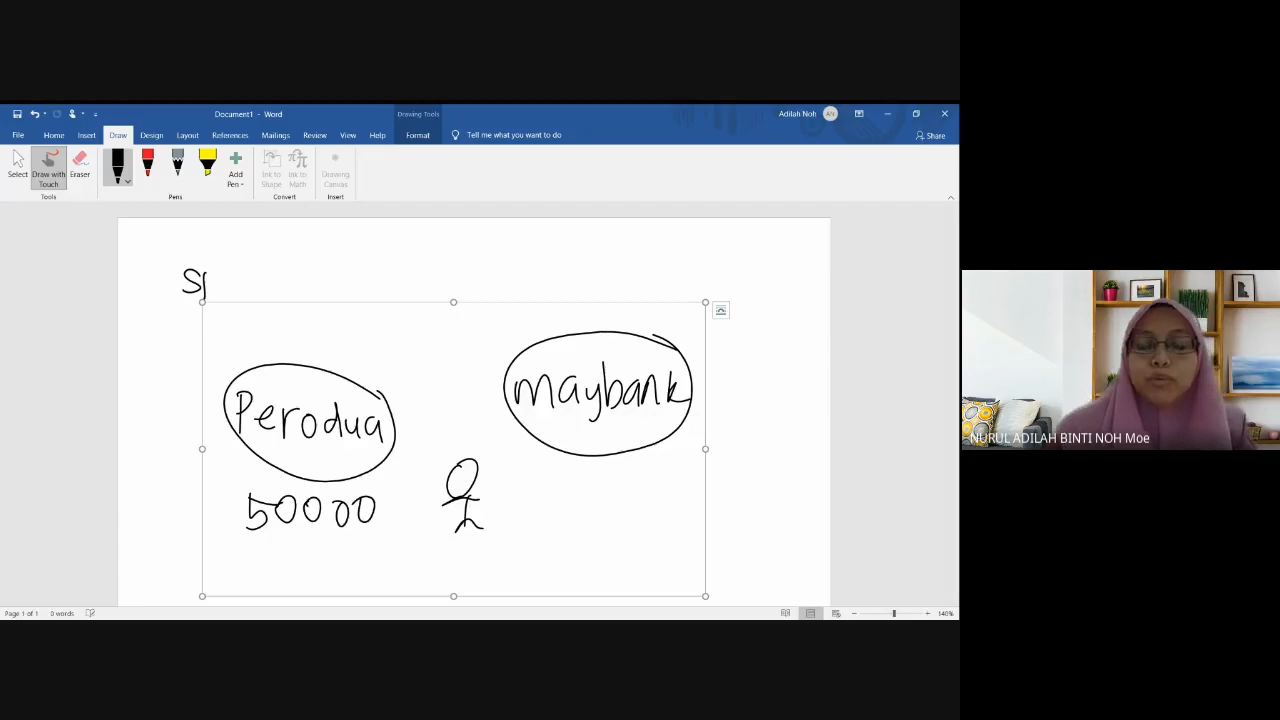 Document1 - Word
Drawing Tools
Adilah Noh
AN
File
Home
Insert
Draw
Design
Layout
References
Mailings
Review
View
Help
Format
Tell me what you want to do
Share
Select
Draw with Touch
Eraser
Add Pen
Ink to Shape
Ink to Math
Drawing Canvas
Tools
Pens
Convert
Insert
SP
Perodua
maybank
50000
NURUL ADILAH BINTI NOH Moe
Page 1 of 1
0 words
140%